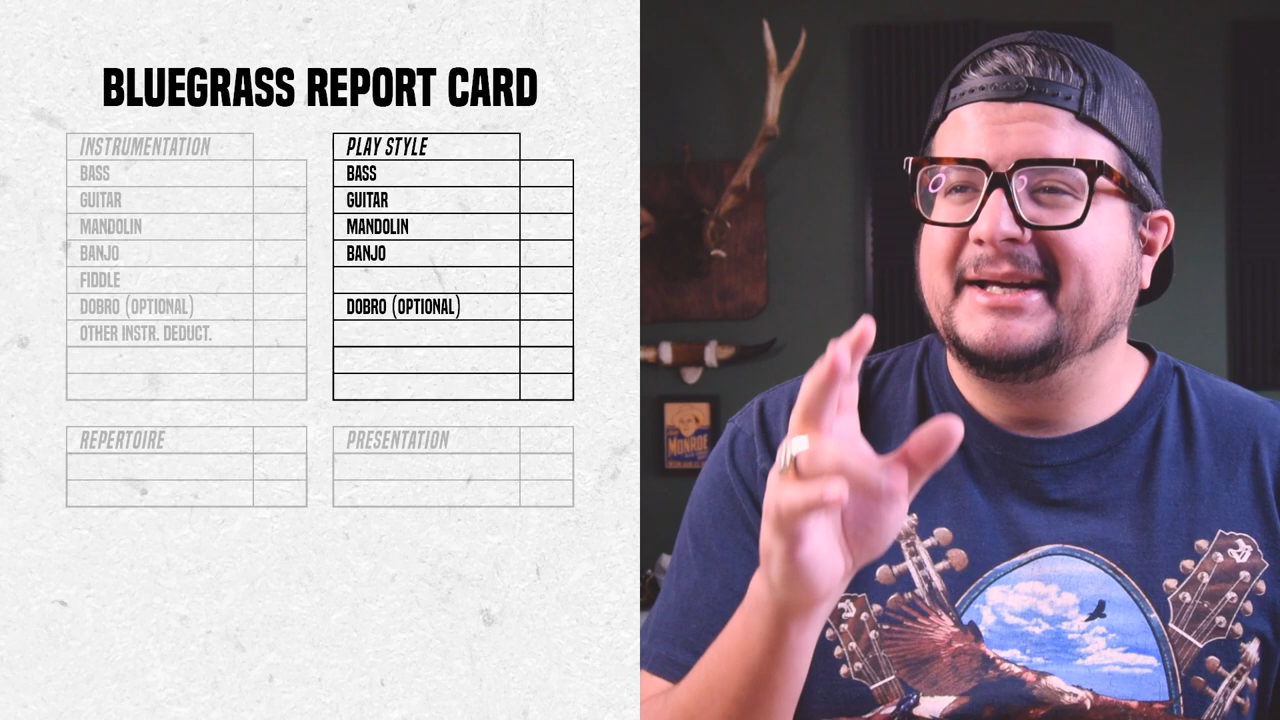 BLUEGRASS REPORT CARD
INSTRUMENTATION
BASS
GUITAR
MANDOLIN
BANJO
FIDDLE
DOBRO (OPTIONAL)
OTHER INSTR. DEDUCT.
PLAY STYLE
BASS
GUITAR
MANDOLIN
BANJO
DOBRO (OPTIONAL)
REPERTOIRE
PRESENTATION
MONROE